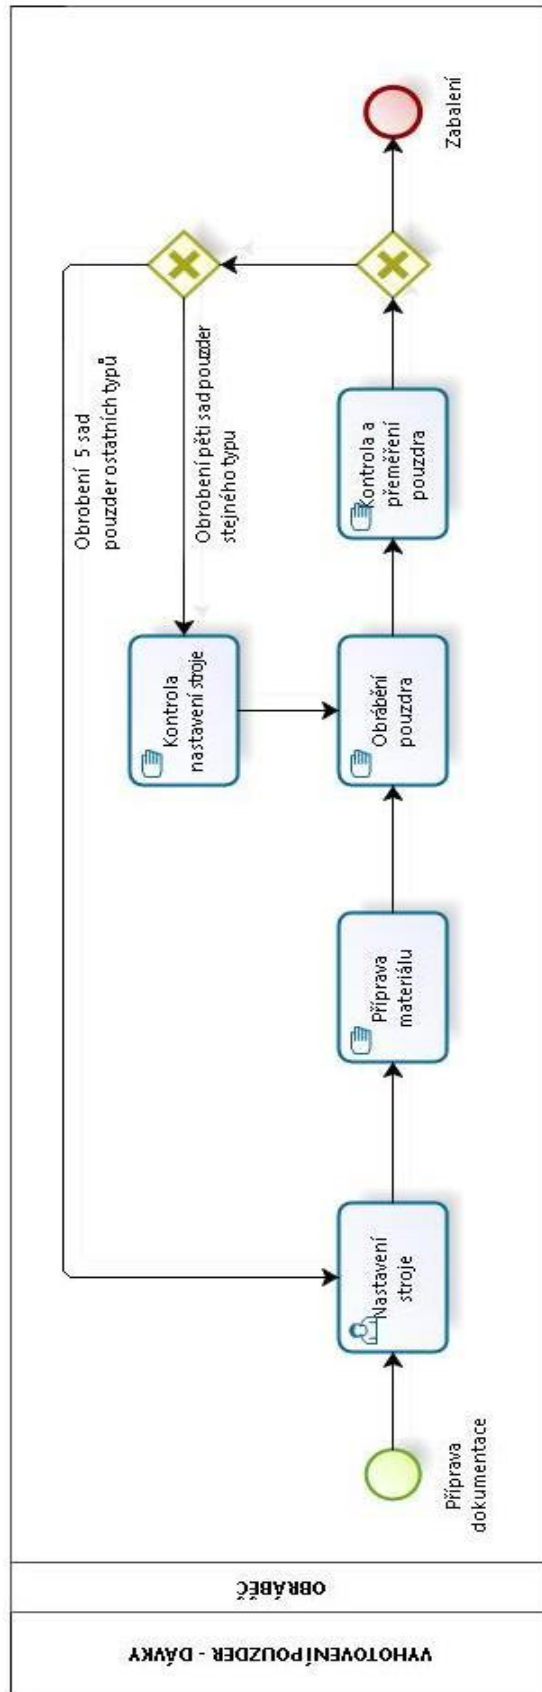 VYHOTOVENÍ POUZDER - DÁVKY
OBRÁBĚČ
Příprava
dokumentace
Nastavení
stroje
Příprava
materiálu
Obrábění
pouzdra
Kontrola a
přeměření
pouzdra
Zabalení
Kontrola
nastavení stroje
Obrobení pěti sad pouzder
stejného typu
Obrobení 5 sad
pouzder ostatních typů